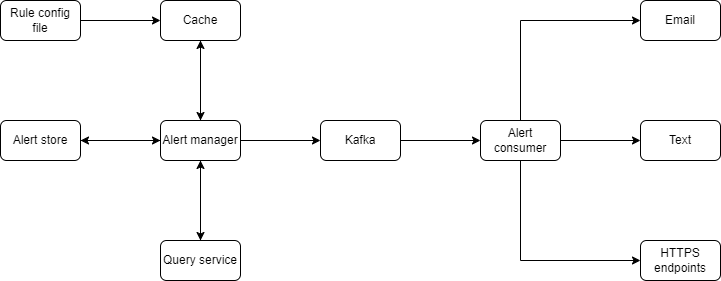 Rule config
file
Cache
Email
Alert store
Alert manager
Kafka
Alert
consumer
Text
Query service
HTTPS
endpoints